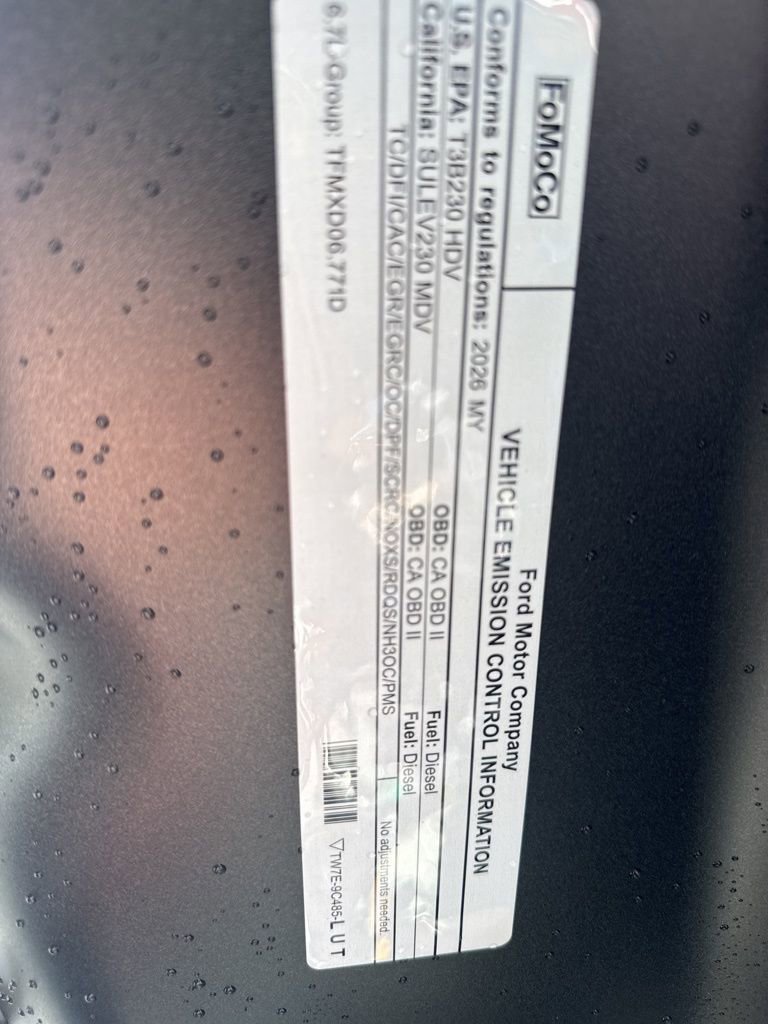 FoMoCo
Ford Motor Company
VEHICLE EMISSION CONTROL INFORMATION
Conforms to regulations: 2026 MY
U.S. EPA: T3B230 HDV OBD: CA OBD II Fuel: Diesel
California: SULEV230 MDV OBD: CA OBD II Fuel: Diesel
TC/DFI/CAC/EGR/EGRC/OC/DPF/SCRC/NOXS/RDQS/NH3OC/PMS No adjustments needed.
6.7L-Group: TFMXD06.771D
▽TW7E-9C485-L U T